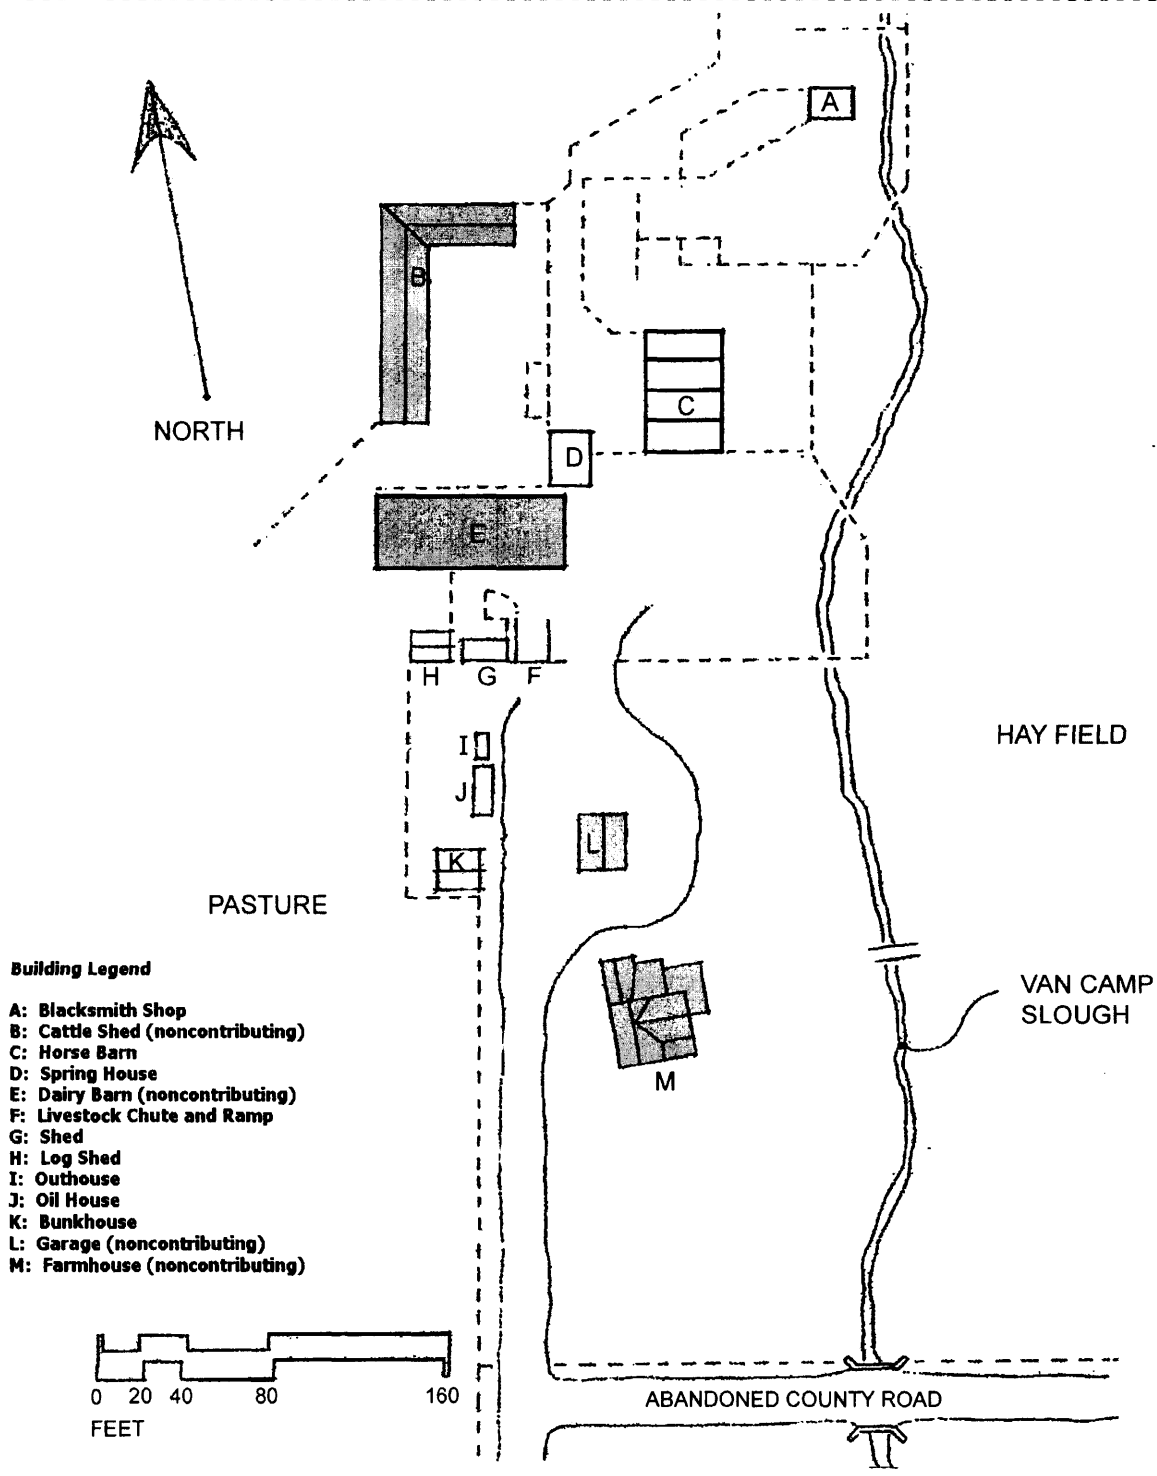 A
B
NORTH
C
D
E
H
G
F
I
HAY FIELD
J
L
K
PASTURE
Building Legend
VAN CAMP
SLOUGH
A: Blacksmith Shop
B: Cattle Shed (noncontributing)
C: Horse Barn
D: Spring House
E: Dairy Barn (noncontributing)
F: Livestock Chute and Ramp
G: Shed
H: Log Shed
I: Outhouse
J: Oil House
K: Bunkhouse
L: Garage (noncontributing)
M: Farmhouse (noncontributing)
M
0 20 40 80 160
FEET
ABANDONED COUNTY ROAD